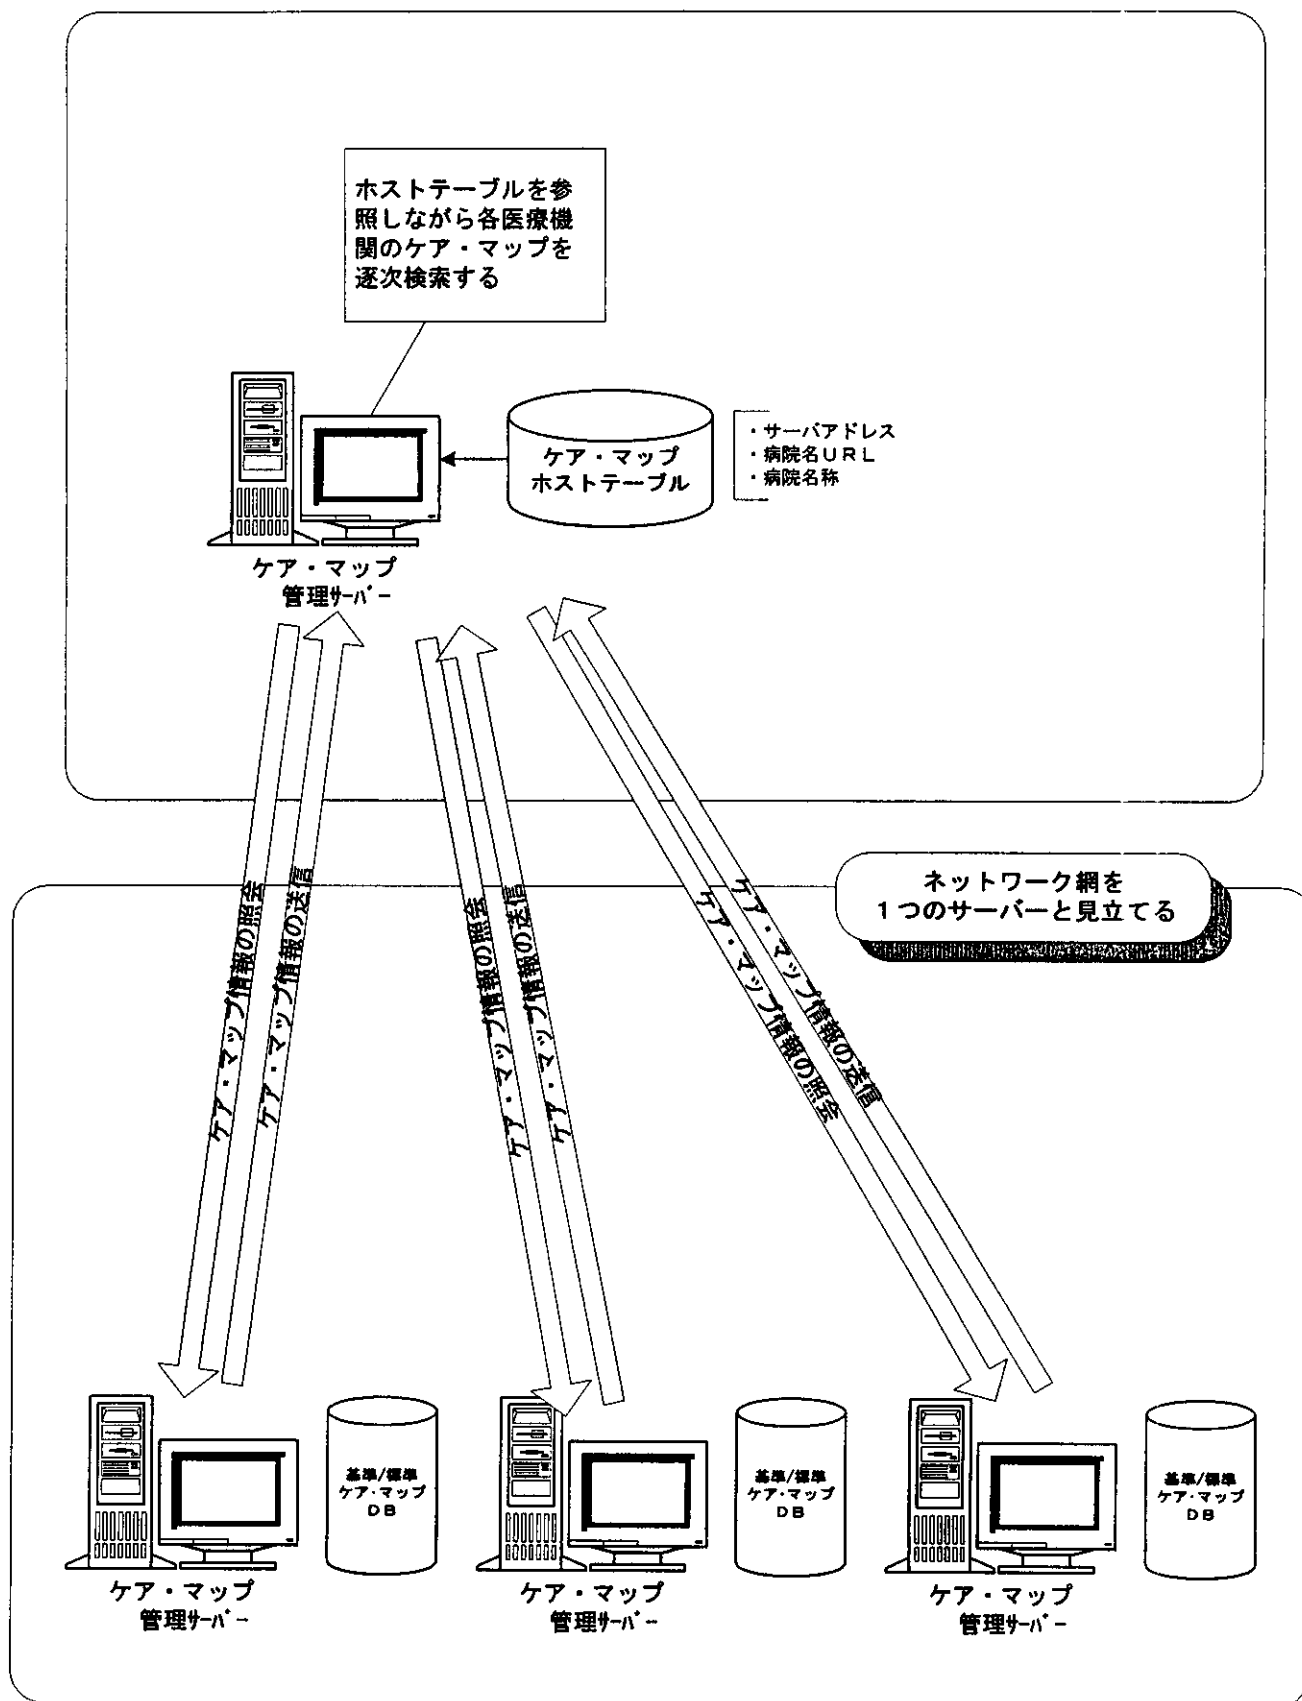 ホストテーブルを参
照しながら各医療機
関のケア・マップを
逐次検索する
ケア・マップ
ホストテーブル
・サーバアドレス
・病院名URL
・病院名称
ケア・マップ
管理サーバー
ケア・マップ情報の照会
ケア・マップ情報の送信
ケア・マップ情報の照会
ケア・マップ情報の送信
ケア・マップ情報の照会
ケア・マップ情報の送信
ネットワーク網を
1つのサーバーと見立てる
基準/標準
ケア・マップ
DB
基準/標準
ケア・マップ
DB
基準/標準
ケア・マップ
DB
ケア・マップ
管理サーバー
ケア・マップ
管理サーバー
ケア・マップ
管理サーバー